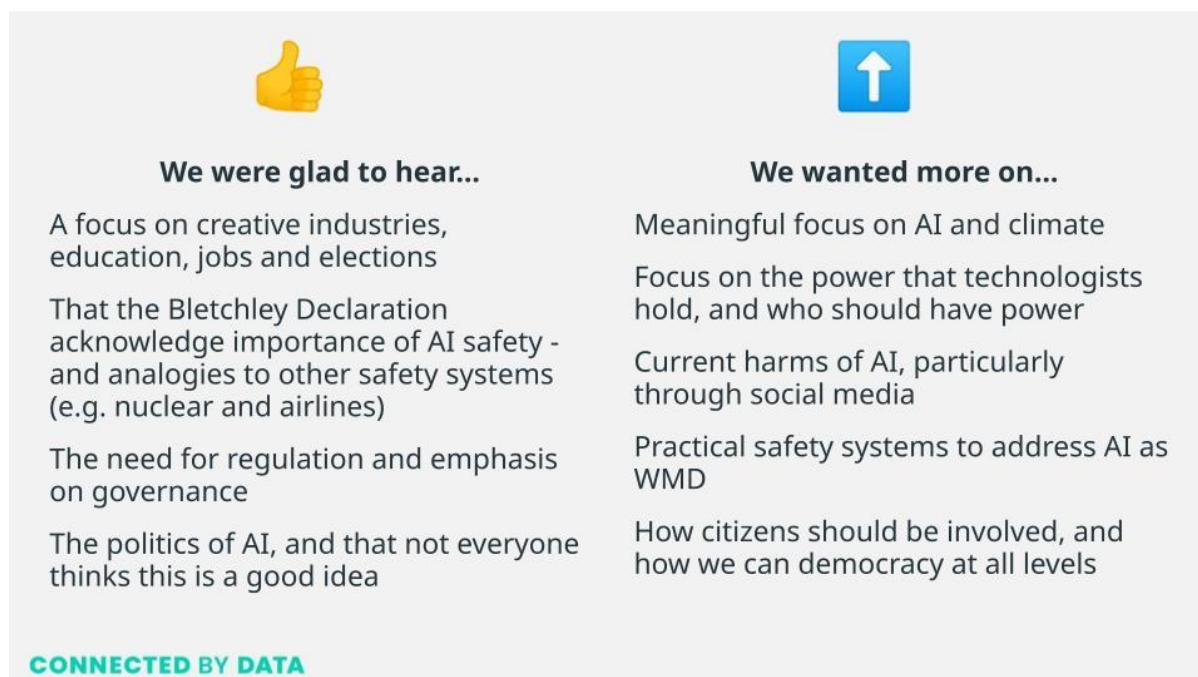 We were glad to hear...
A focus on creative industries,
education, jobs and elections
That the Bletchley Declaration
acknowledge importance of AI safety -
and analogies to other safety systems
(e.g. nuclear and airlines)
The need for regulation and emphasis
on governance
The politics of AI, and that not everyone
thinks this is a good idea
We wanted more on...
Meaningful focus on AI and climate
Focus on the power that technologists
hold, and who should have power
Current harms of AI, particularly
through social media
Practical safety systems to address AI as
WMD
How citizens should be involved, and
how we can democracy at all levels
CONNECTED BY DATA